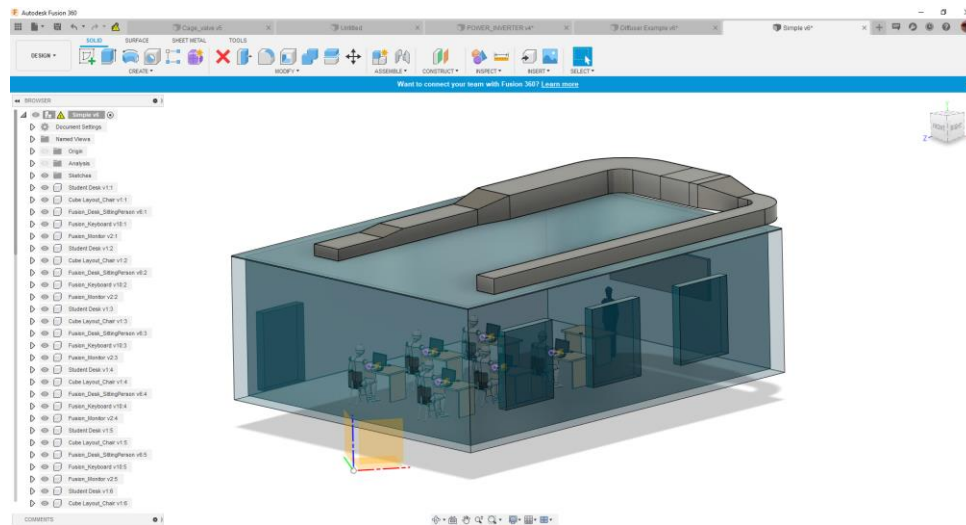 Autodesk Fusion 360
Cage_valve v6*
Untitled
POWER_INVERTER v4*
Diffuser Example v6*
Simple v6*
SOLID SURFACE SHEET METAL TOOLS
DESIGN
CREATE MODIFY ASSEMBLE CONSTRUCT INSPECT INSERT SELECT
Want to connect your team with Fusion 360? Learn more
BROWSER
Simple v6
Document Settings
Named Views
Origin
Analysis
Sketches
Student Desk v1:1
Cube Layout_Chair v1:1
Fusion_Desk_SittingPerson v6:1
Fusion_Keyboard v10:1
Fusion_Monitor v2:1
Student Desk v1:2
Cube Layout_Chair v1:2
Fusion_Desk_SittingPerson v6:2
Fusion_Keyboard v10:2
Fusion_Monitor v2:2
Student Desk v1:3
Cube Layout_Chair v1:3
Fusion_Desk_SittingPerson v6:3
Fusion_Keyboard v10:3
Fusion_Monitor v2:3
Student Desk v1:4
Cube Layout_Chair v1:4
Fusion_Desk_SittingPerson v6:4
Fusion_Keyboard v10:4
Fusion_Monitor v2:4
Student Desk v1:5
Cube Layout_Chair v1:5
Fusion_Desk_SittingPerson v6:5
Fusion_Keyboard v10:5
Fusion_Monitor v2:5
Student Desk v1:6
Cube Layout_Chair v1:6
COMMENTS
Z